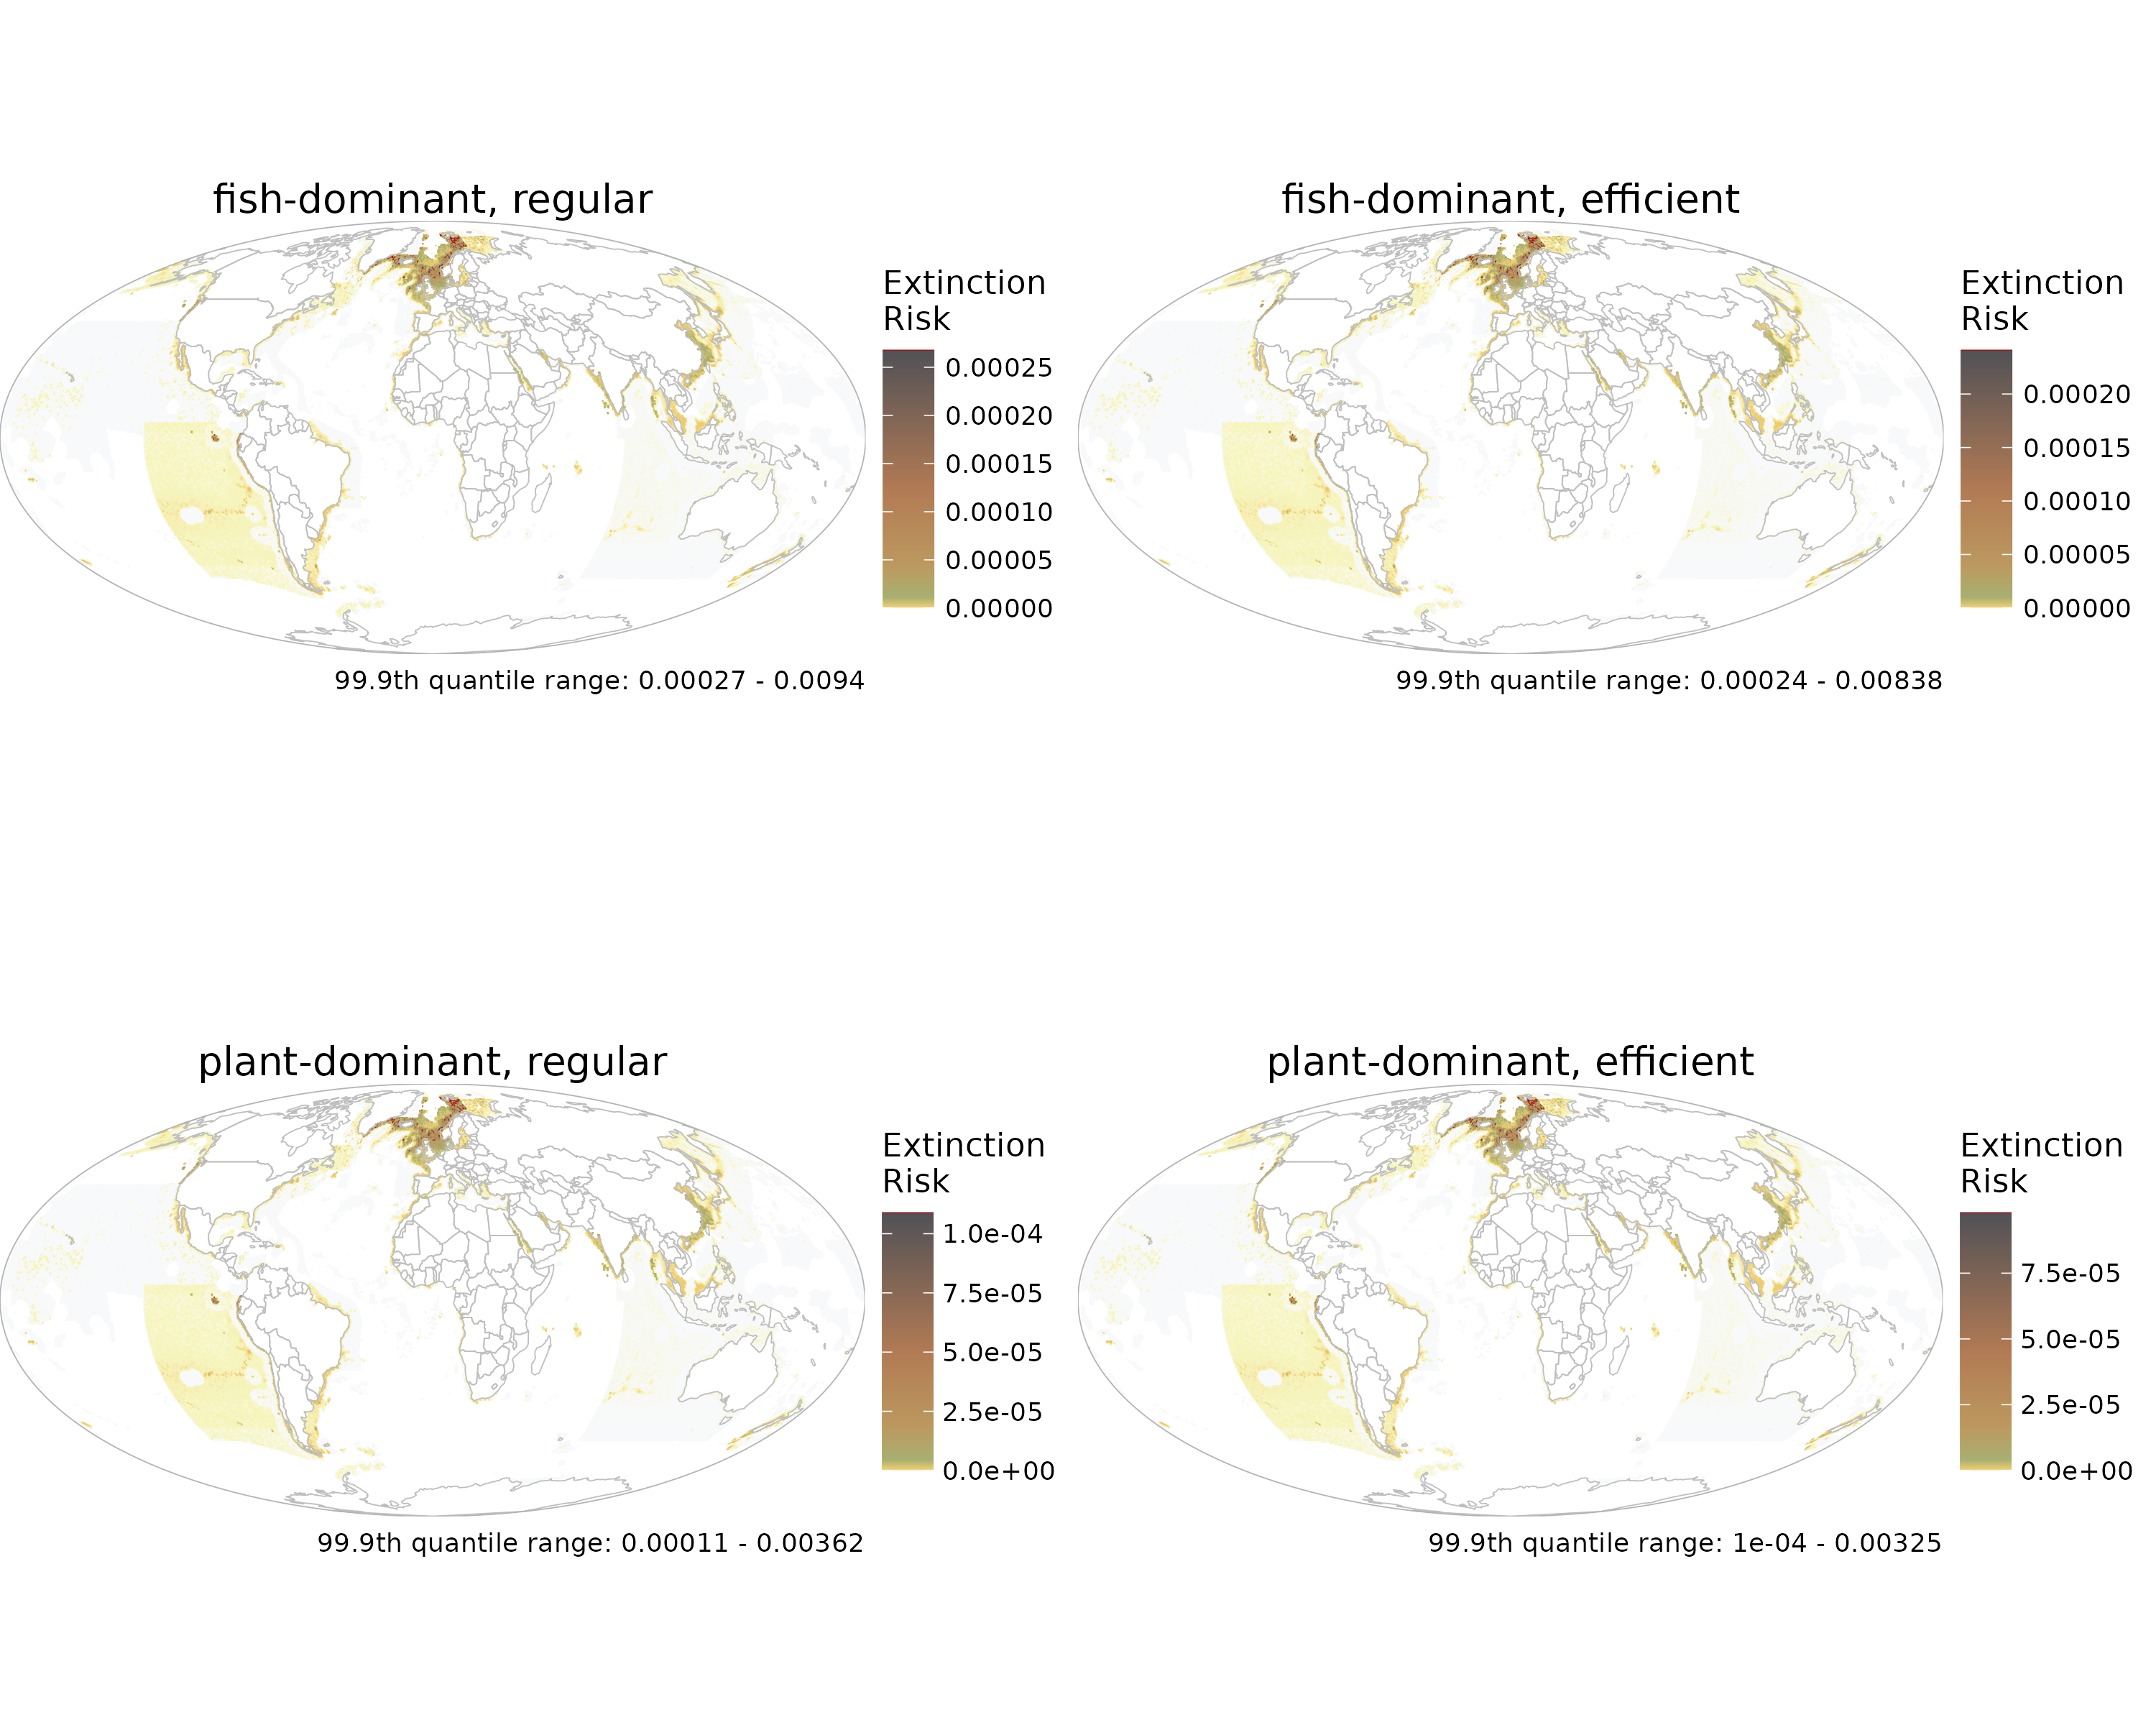 fish-dominant, regular
Extinction
Risk
0.00025
0.00020
0.00015
0.00010
0.00005
0.00000
99.9th quantile range: 0.00027 - 0.0094
fish-dominant, efficient
Extinction
Risk
0.00020
0.00015
0.00010
0.00005
0.00000
99.9th quantile range: 0.00024 - 0.00838
plant-dominant, regular
Extinction
Risk
1.0e-04
7.5e-05
5.0e-05
2.5e-05
0.0e+00
99.9th quantile range: 0.00011 - 0.00362
plant-dominant, efficient
Extinction
Risk
7.5e-05
5.0e-05
2.5e-05
0.0e+00
99.9th quantile range: 1e-04 - 0.00325